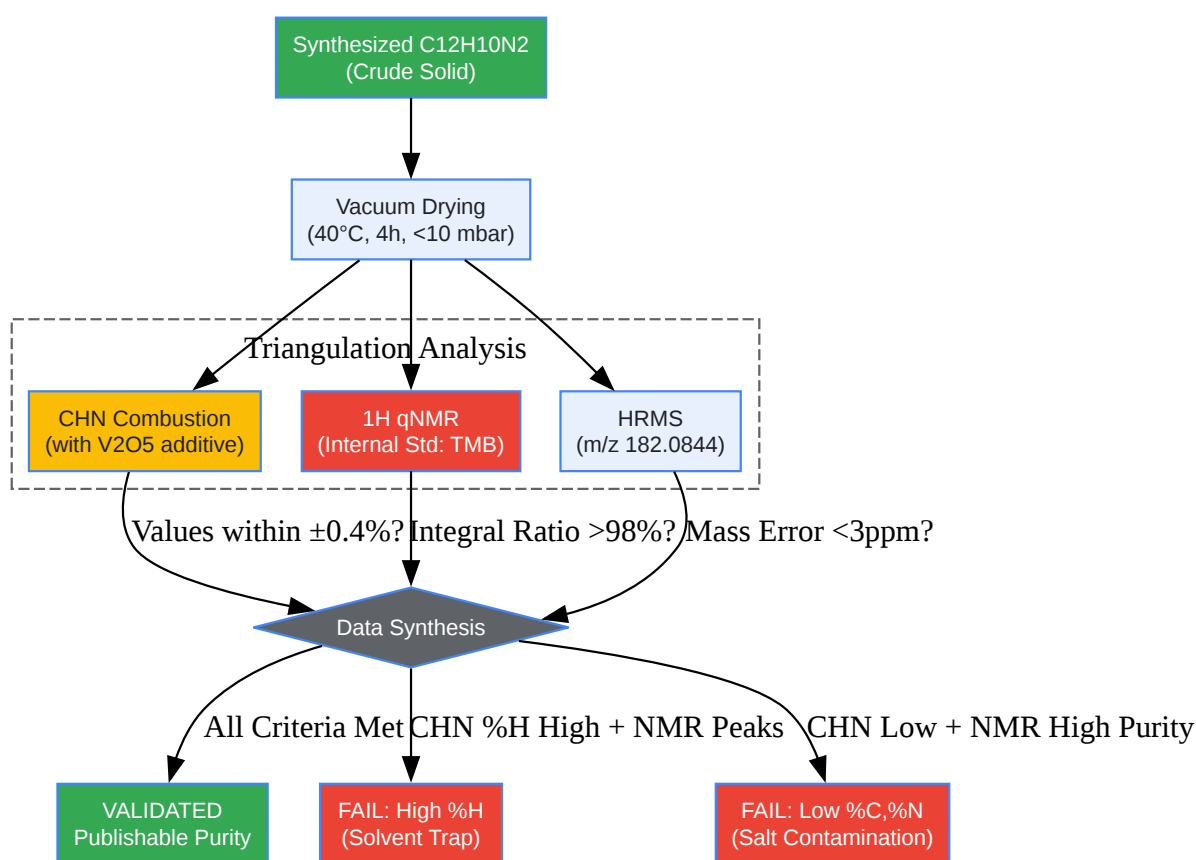 Synthesized C12H10N2
(Crude Solid)
Vacuum Drying
(40°C, 4h, <10 mbar)
Triangulation Analysis
CHN Combustion
(with V2O5 additive)
1H qNMR
(Internal Std: TMB)
HRMS
(m/z 182.0844)
Values within ±0.4%?
Integral Ratio >98%?
Mass Error <3ppm?
Data Synthesis
All Criteria Met
CHN %H High + NMR Peaks
CHN Low + NMR High Purity
VALIDATED
Publishable Purity
FAIL: High %H
(Solvent Trap)
FAIL: Low %C,%N
(Salt Contamination)